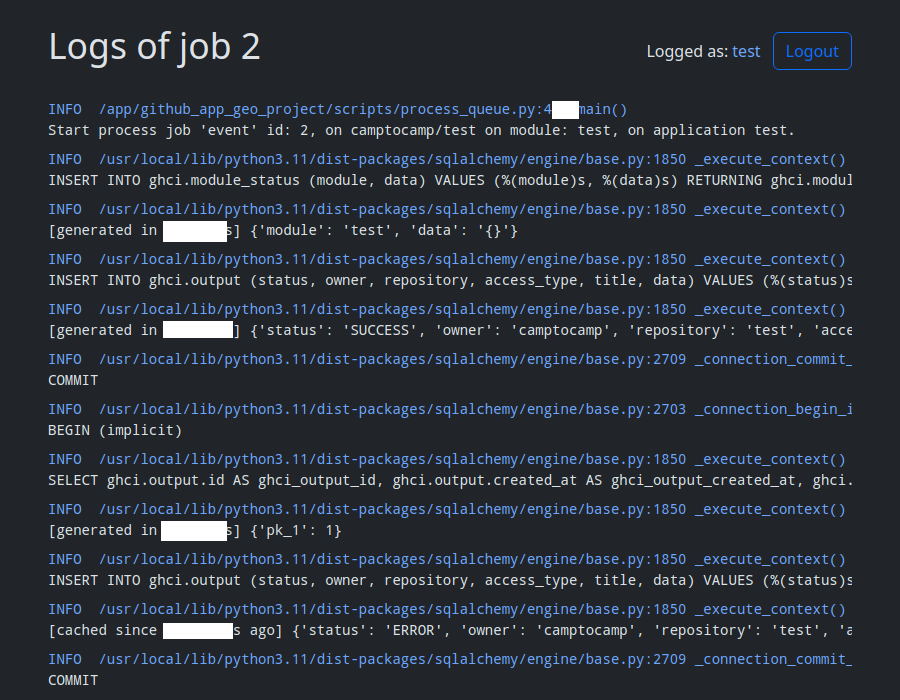 Logs of job 2
Logged as: test
Logout
INFO /app/github_app_geo_project/scripts/process_queue.py:4 main()
Start process job 'event' id: 2, on camptocamp/test on module: test, on application test.
INFO /usr/local/lib/python3.11/dist-packages/sqlalchemy/engine/base.py:1850 _execute_context()
INSERT INTO ghci.module_status (module, data) VALUES (%(module)s, %(data)s) RETURNING ghci.modul
INFO /usr/local/lib/python3.11/dist-packages/sqlalchemy/engine/base.py:1850 _execute_context()
[generated in s] {'module': 'test', 'data': '{}'}
INFO /usr/local/lib/python3.11/dist-packages/sqlalchemy/engine/base.py:1850 _execute_context()
INSERT INTO ghci.output (status, owner, repository, access_type, title, data) VALUES (%(status)s
INFO /usr/local/lib/python3.11/dist-packages/sqlalchemy/engine/base.py:1850 _execute_context()
[generated in ] {'status': 'SUCCESS', 'owner': 'camptocamp', 'repository': 'test', 'acce
INFO /usr/local/lib/python3.11/dist-packages/sqlalchemy/engine/base.py:2709 _connection_commit_
COMMIT
INFO /usr/local/lib/python3.11/dist-packages/sqlalchemy/engine/base.py:2703 _connection_begin_i
BEGIN (implicit)
INFO /usr/local/lib/python3.11/dist-packages/sqlalchemy/engine/base.py:1850 _execute_context()
SELECT ghci.output.id AS ghci_output_id, ghci.output.created_at AS ghci_output_created_at, ghci.
INFO /usr/local/lib/python3.11/dist-packages/sqlalchemy/engine/base.py:1850 _execute_context()
[generated in s] {'pk_1': 1}
INFO /usr/local/lib/python3.11/dist-packages/sqlalchemy/engine/base.py:1850 _execute_context()
INSERT INTO ghci.output (status, owner, repository, access_type, title, data) VALUES (%(status)s
INFO /usr/local/lib/python3.11/dist-packages/sqlalchemy/engine/base.py:1850 _execute_context()
[cached since s ago] {'status': 'ERROR', 'owner': 'camptocamp', 'repository': 'test', 'a
INFO /usr/local/lib/python3.11/dist-packages/sqlalchemy/engine/base.py:2709 _connection_commit_
COMMIT